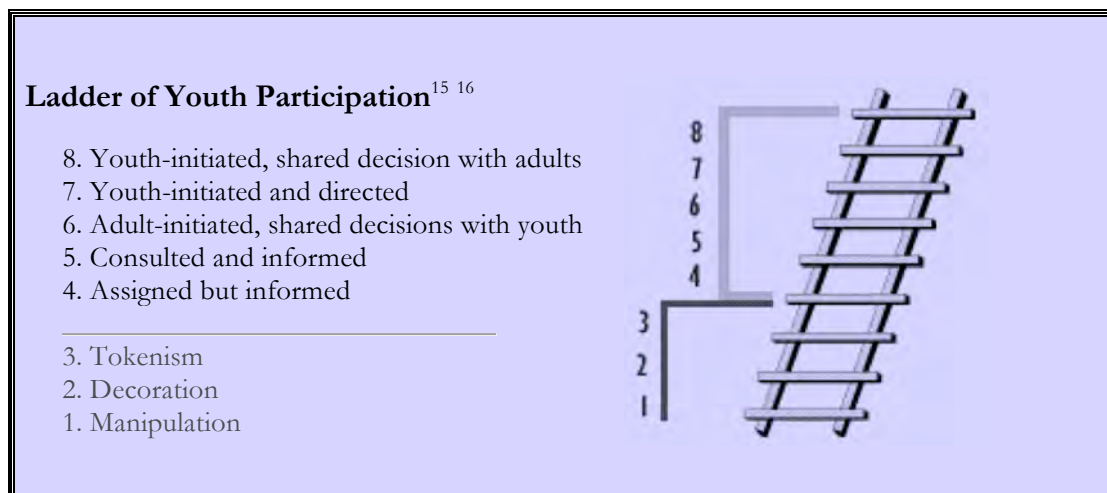 Ladder of Youth Participation15 16
8. Youth-initiated, shared decision with adults
7. Youth-initiated and directed
6. Adult-initiated, shared decisions with youth
5. Consulted and informed
4. Assigned but informed
3. Tokenism
2. Decoration
1. Manipulation
8
7
6
5
4
3
2
1